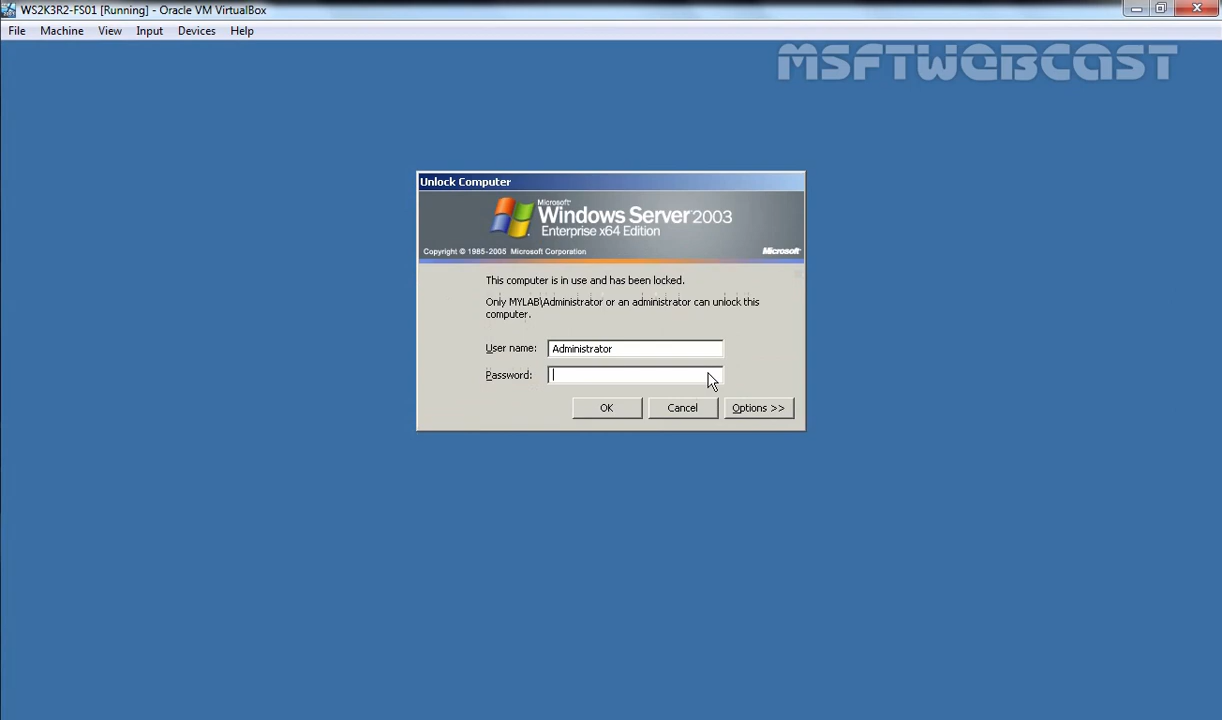 WS2K3R2-FS01 [Running] - Oracle VM VirtualBox
File Machine View Input Devices Help
MSFTWEBCAST
Unlock Computer
Microsoft
Windows Server 2003
Enterprise x64 Edition
Copyright © 1985-2005 Microsoft Corporation
Microsoft
This computer is in use and has been locked.
Only MYLAB\Administrator or an administrator can unlock this
computer.
User name: Administrator
Password:
OK Cancel Options >>